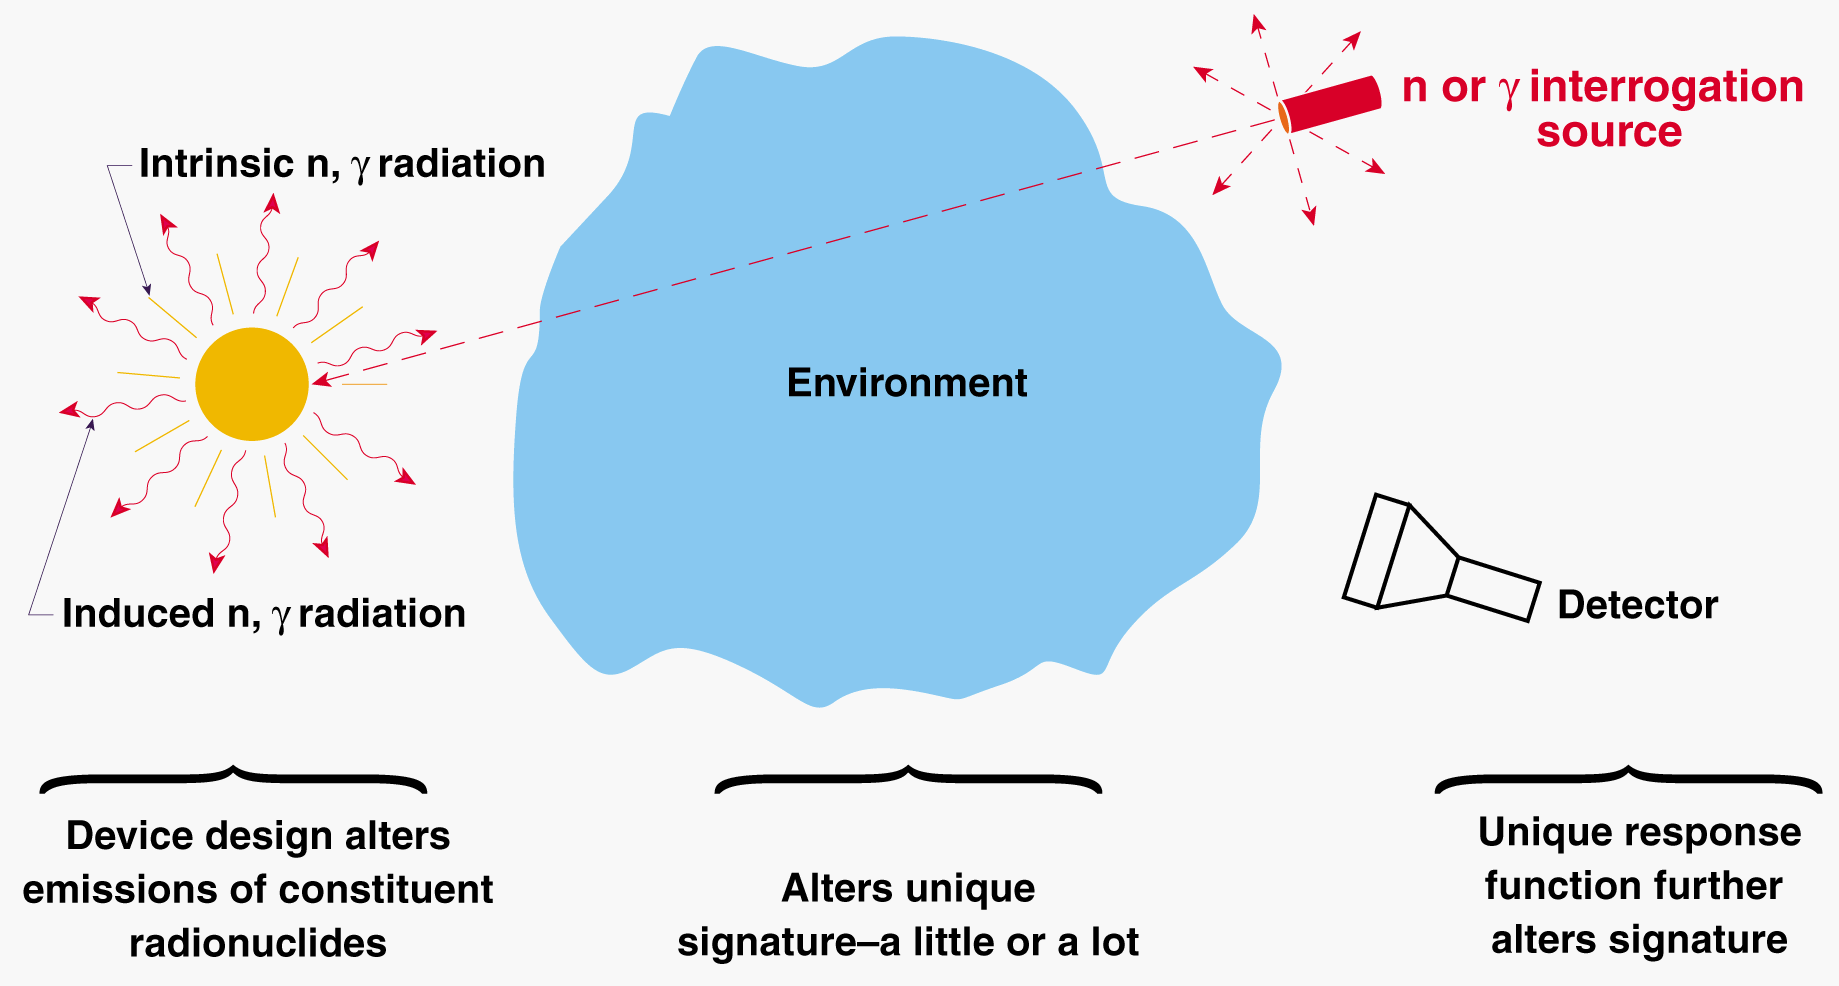 n or γ interrogation
source
Intrinsic n, γ radiation
Environment
Induced n, γ radiation
Detector
Device design alters
emissions of constituent
radionuclides
Alters unique
signature–a little or a lot
Unique response
function further
alters signature